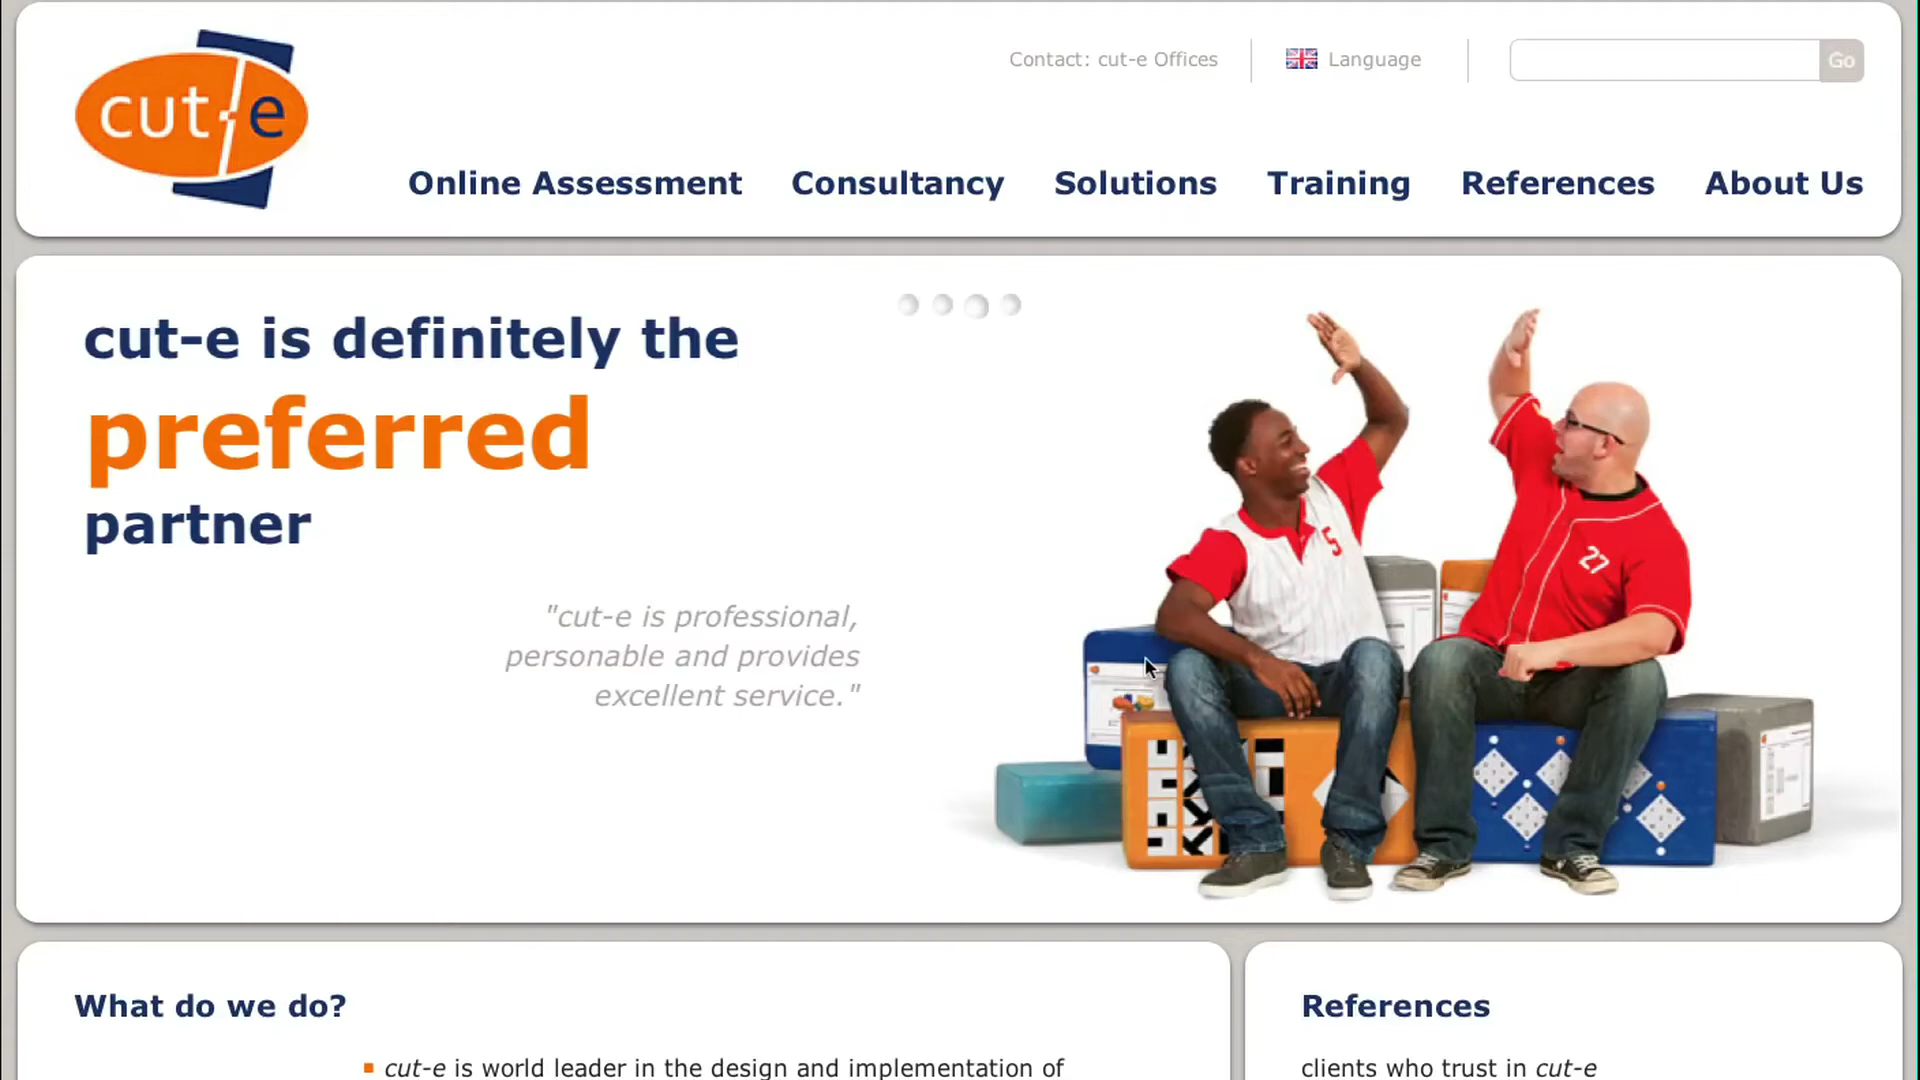 cut-e
Contact: cut-e Offices
Language
Go
Online Assessment
Consultancy
Solutions
Training
References
About Us
cut-e is definitely the
preferred
partner
"cut-e is professional,
personable and provides
excellent service."
5
27
What do we do?
cut-e is world leader in the design and implementation of
References
clients who trust in cut-e